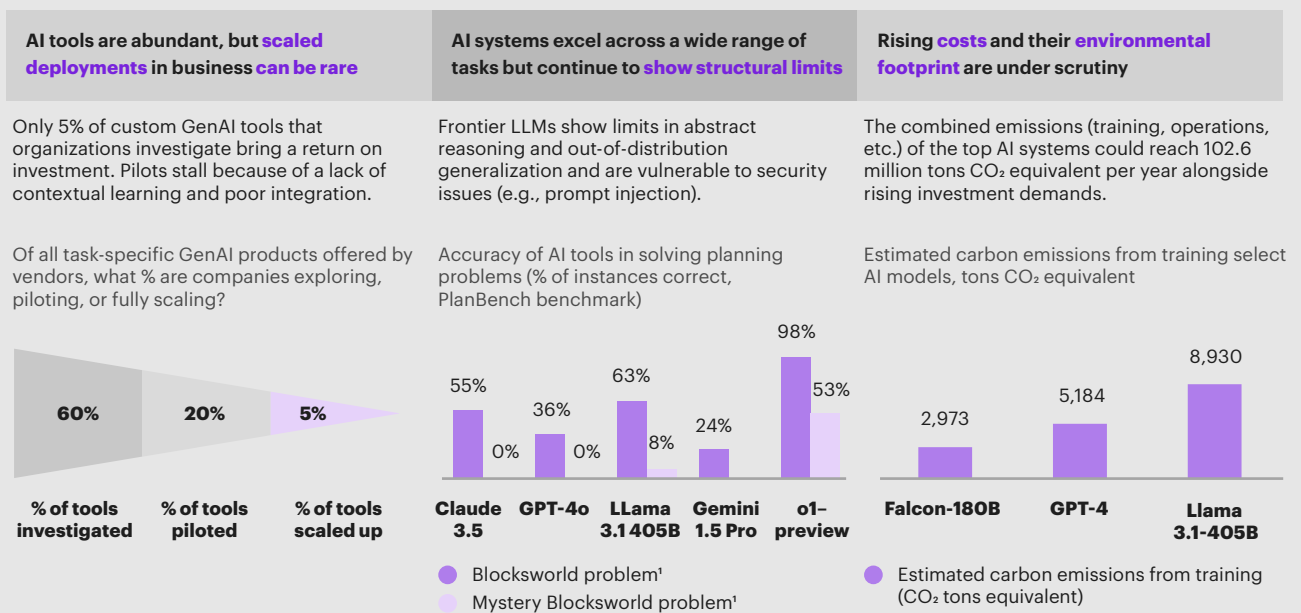 AI tools are abundant, but scaled
deployments in business can be rare
Only 5% of custom GenAI tools that
organizations investigate bring a return on
investment. Pilots stall because of a lack of
contextual learning and poor integration.
Of all task-specific GenAI products offered by
vendors, what % are companies exploring,
piloting, or fully scaling?
60%
20%
5%
% of tools
investigated
% of tools
piloted
% of tools
scaled up
AI systems excel across a wide range of
tasks but continue to show structural limits
Frontier LLMs show limits in abstract
reasoning and out-of-distribution
generalization and are vulnerable to security
issues (e.g., prompt injection).
Accuracy of AI tools in solving planning
problems (% of instances correct,
PlanBench benchmark)
55%
0%
36%
0%
63%
8%
24%
98%
53%
Claude
3.5
GPT-4o
LLama
3.1 405B
Gemini
1.5 Pro
o1–
preview
Blocksworld problem¹
Mystery Blocksworld problem¹
Rising costs and their environmental
footprint are under scrutiny
The combined emissions (training, operations,
etc.) of the top AI systems could reach 102.6
million tons CO₂ equivalent per year alongside
rising investment demands.
Estimated carbon emissions from training select
AI models, tons CO₂ equivalent
2,973
5,184
8,930
Falcon-180B
GPT-4
Llama
3.1-405B
Estimated carbon emissions from training
(CO₂ tons equivalent)